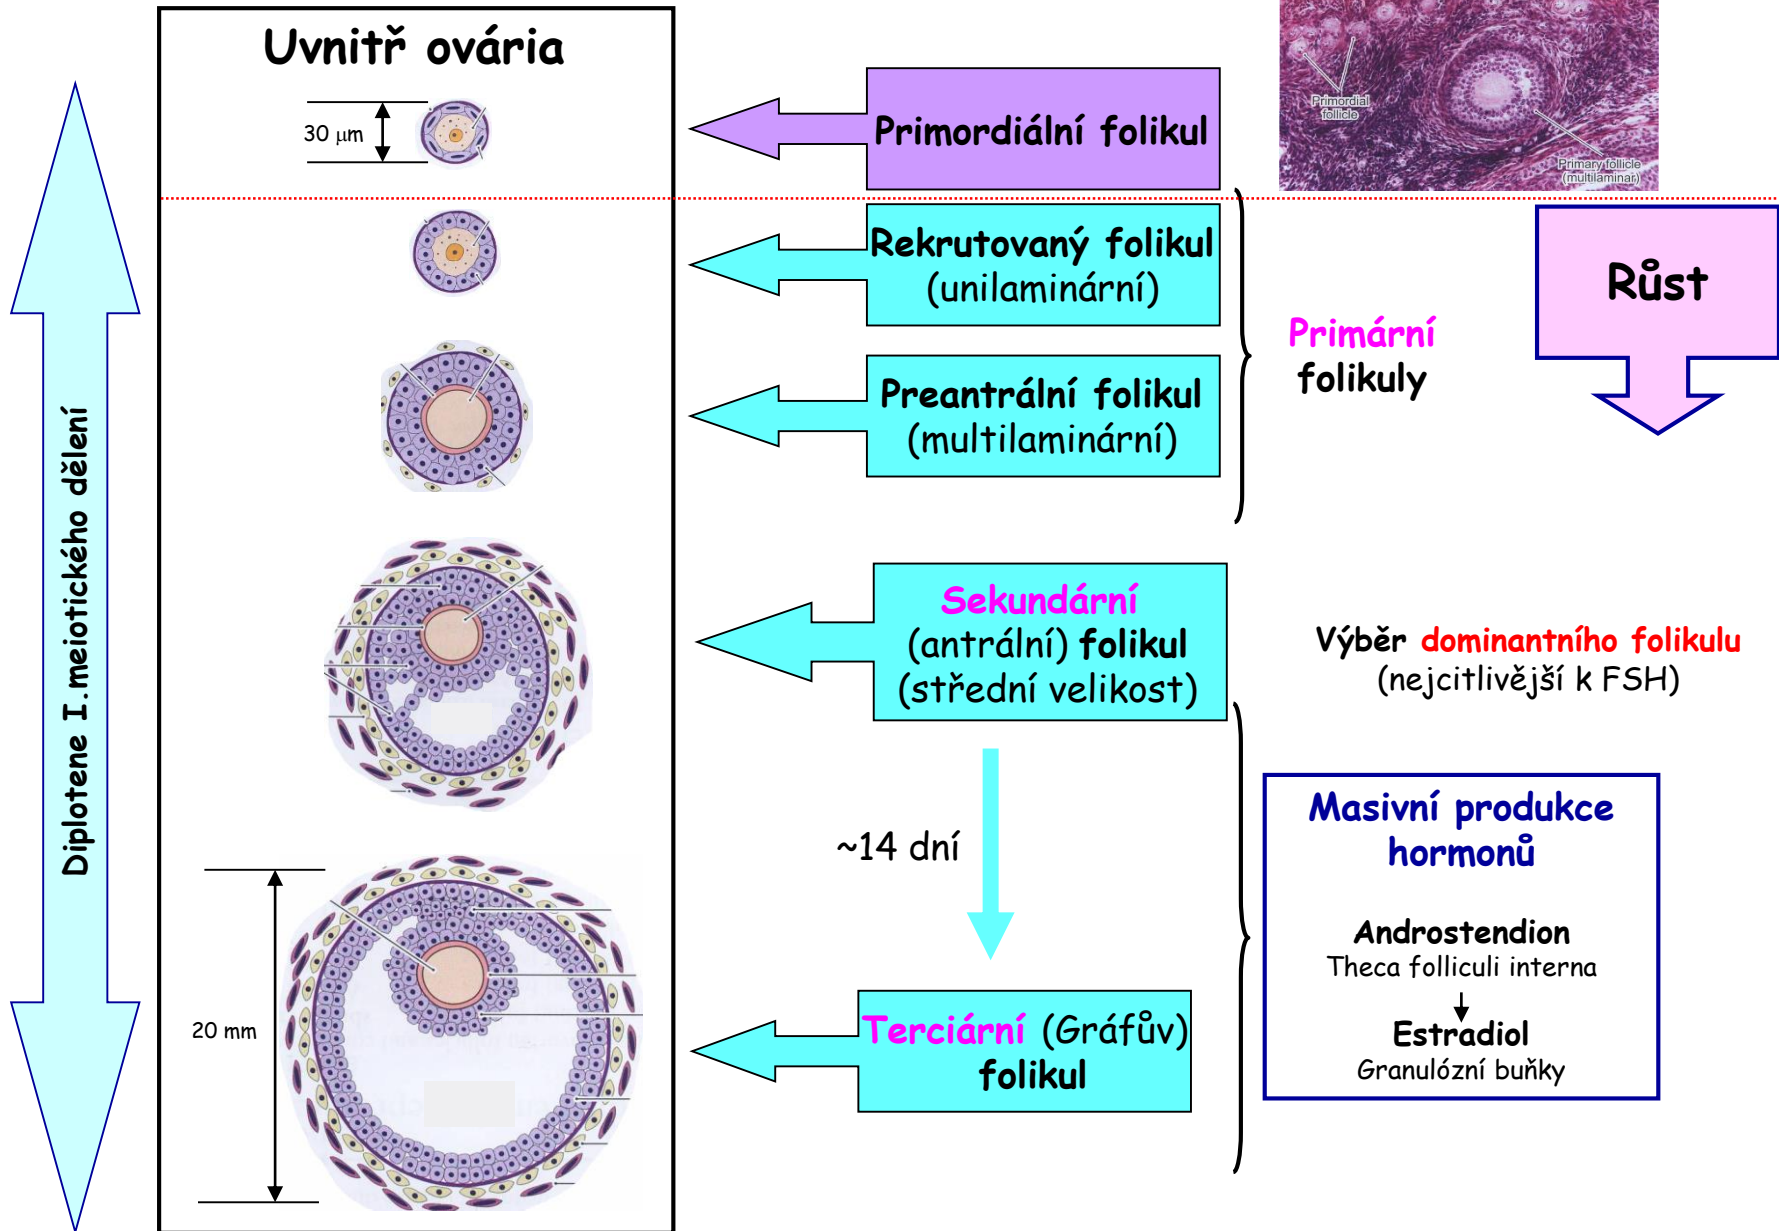 Uvnitř ovária
30 μm
Primordiální folikul
Primordial
follicle
Primary follicle
(multilaminar)
Rekrutovaný folikul
(unilaminární)
Růst
Primární
folikuly
Preantrální folikul
(multilaminární)
Diplotene I.meiotického dělení
Sekundární
(antrální) folikul
(střední velikost)
Výběr dominantního folikulu
(nejcitlivější k FSH)
~14 dní
Masivní produkce
hormonů
Androstendion
Theca folliculi interna
Estradiol
Granulózní buňky
20 mm
Terciární (Gráfův)
folikul